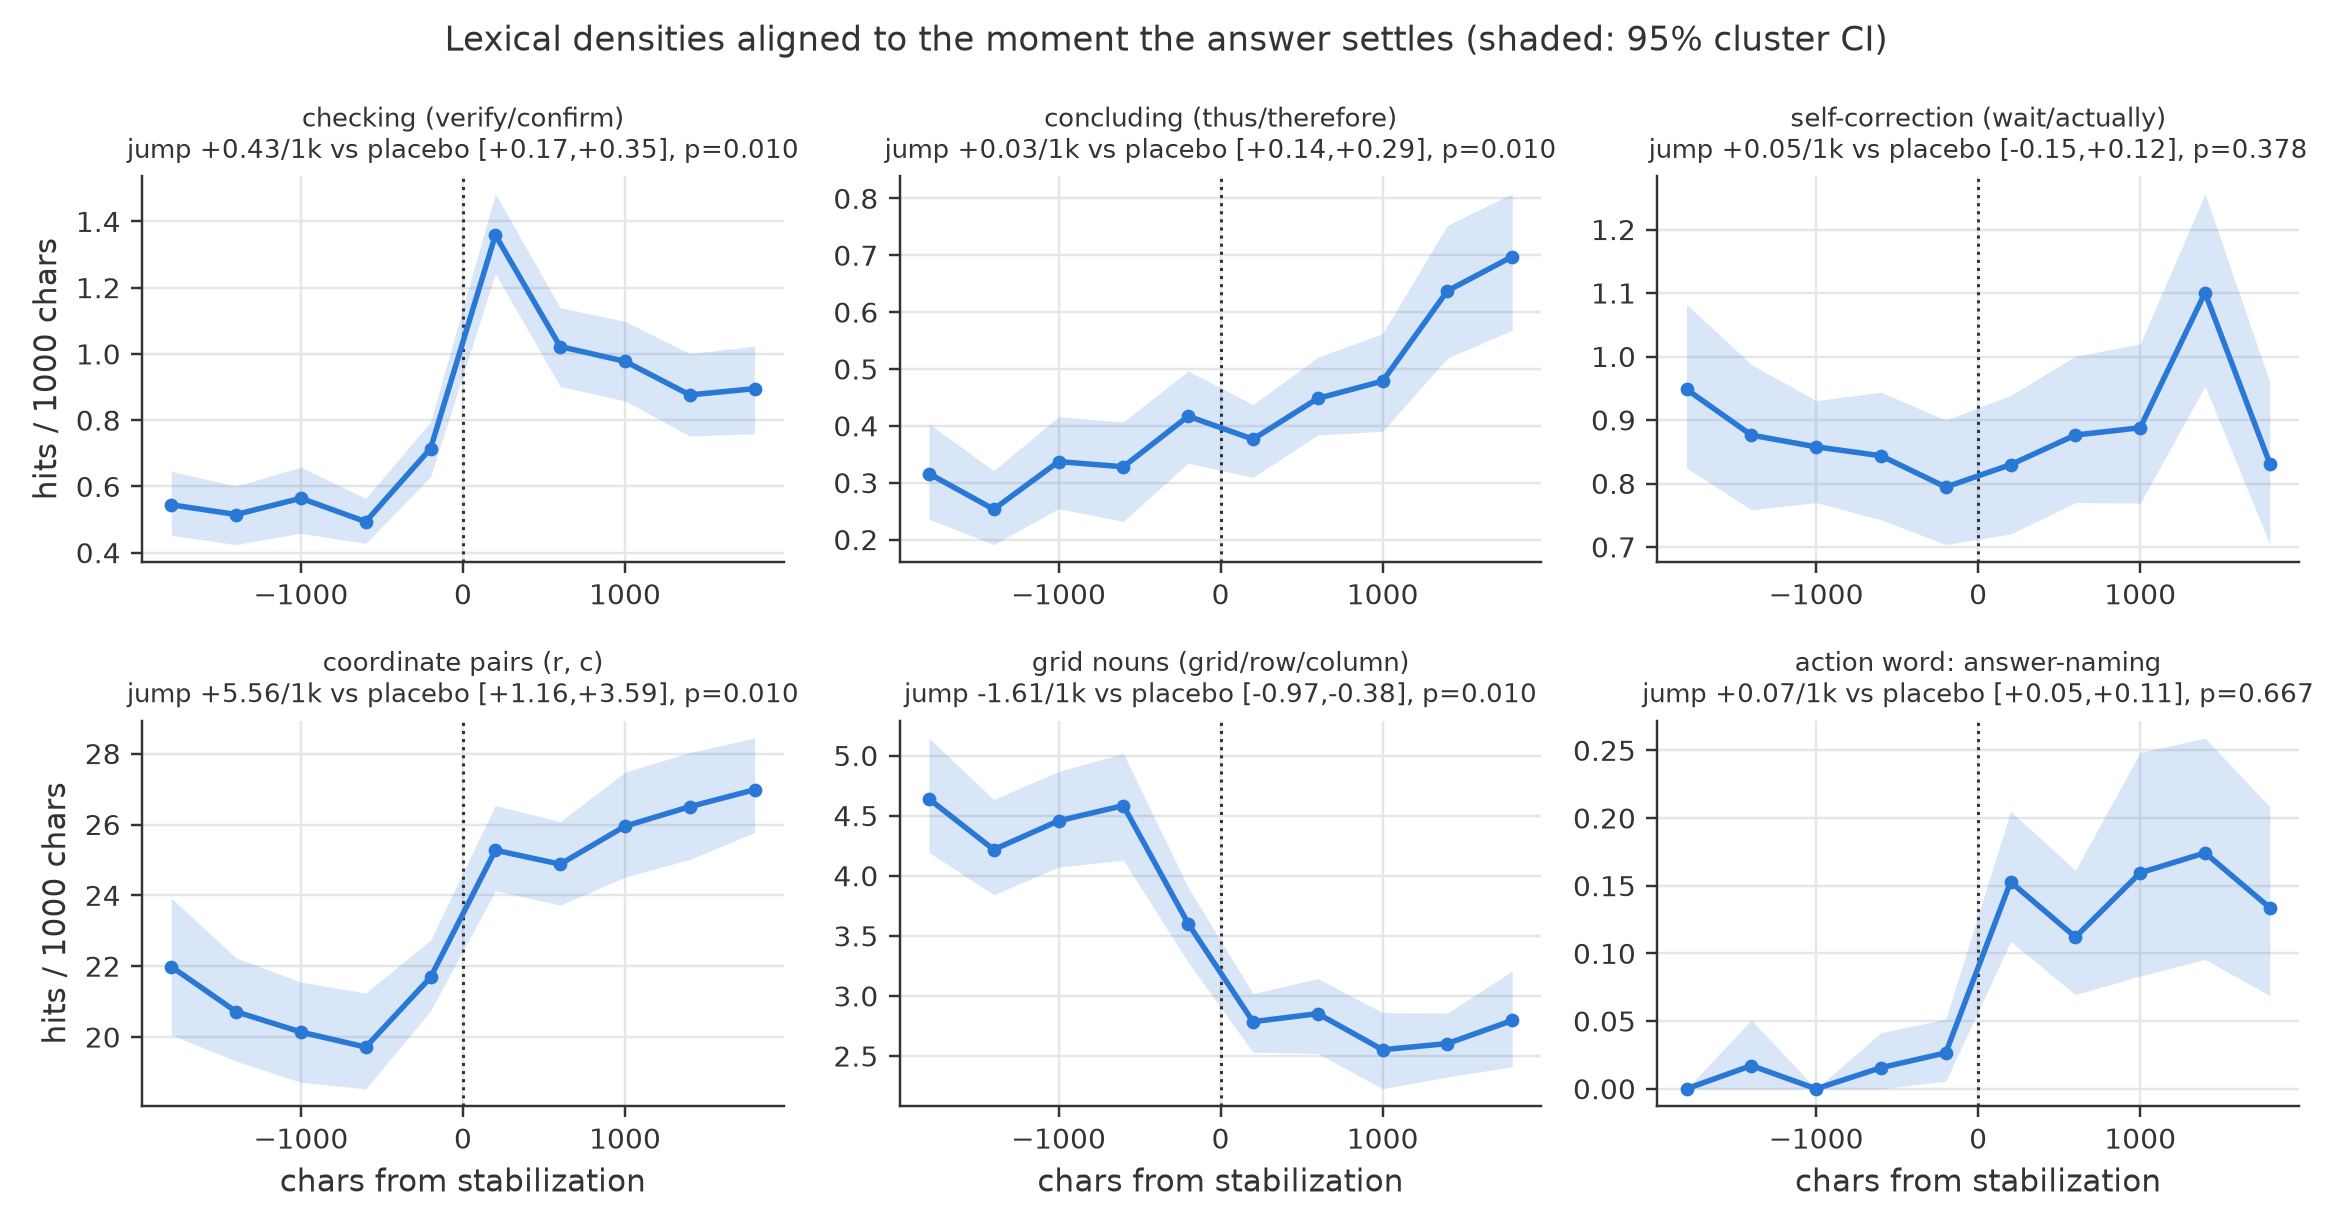 Lexical densities aligned to the moment the answer settles (shaded: 95% cluster CI)
checking (verify/confirm)
jump +0.43/1k vs placebo [+0.17,+0.35], p=0.010
hits / 1000 chars
1.4
1.2
1.0
0.8
0.6
0.4
−1000 0 1000
concluding (thus/therefore)
jump +0.03/1k vs placebo [+0.14,+0.29], p=0.010
0.8
0.7
0.6
0.5
0.4
0.3
0.2
−1000 0 1000
self-correction (wait/actually)
jump +0.05/1k vs placebo [-0.15,+0.12], p=0.378
1.2
1.1
1.0
0.9
0.8
0.7
−1000 0 1000
coordinate pairs (r, c)
jump +5.56/1k vs placebo [+1.16,+3.59], p=0.010
hits / 1000 chars
28
26
24
22
20
−1000 0 1000
chars from stabilization
grid nouns (grid/row/column)
jump -1.61/1k vs placebo [-0.97,-0.38], p=0.010
5.0
4.5
4.0
3.5
3.0
2.5
−1000 0 1000
chars from stabilization
action word: answer-naming
jump +0.07/1k vs placebo [+0.05,+0.11], p=0.667
0.25
0.20
0.15
0.10
0.05
0.00
−1000 0 1000
chars from stabilization